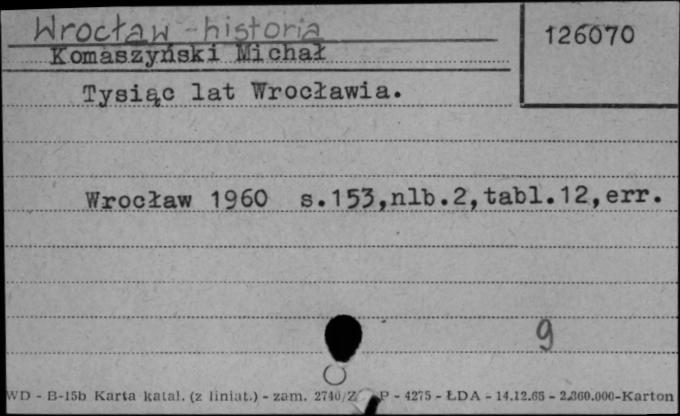 Wrocław - historia
126070
Komaszyński Michał
Tysiąc lat Wrocławia.
Wrocław 1960 s.153,nlb.2,tabl.12,err.
9
WD - B-15b Karta katal. (z liniat.) - zam. 2740/Z P - 4275 - ŁDA - 14.12.65 - 2.360.000-Karton